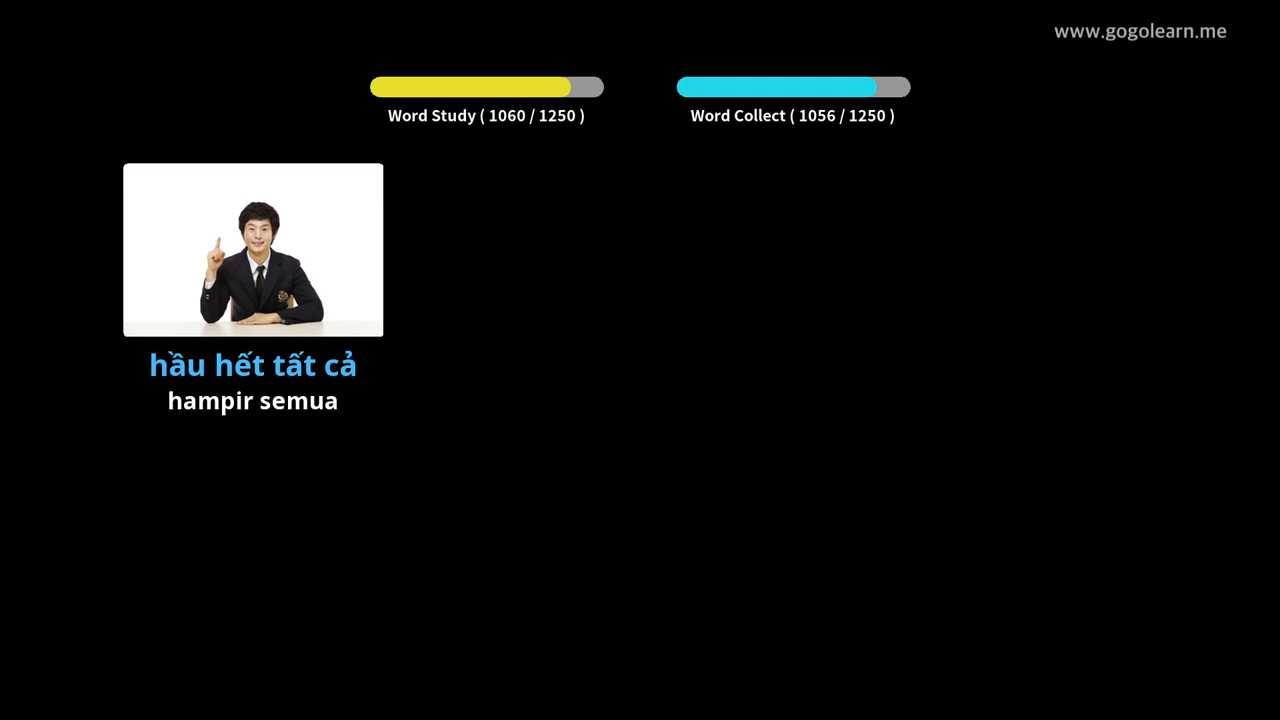 www.gogolearn.me
Word Study ( 1060 / 1250 )
Word Collect ( 1056 / 1250 )
hầu hết tất cả
hampir semua